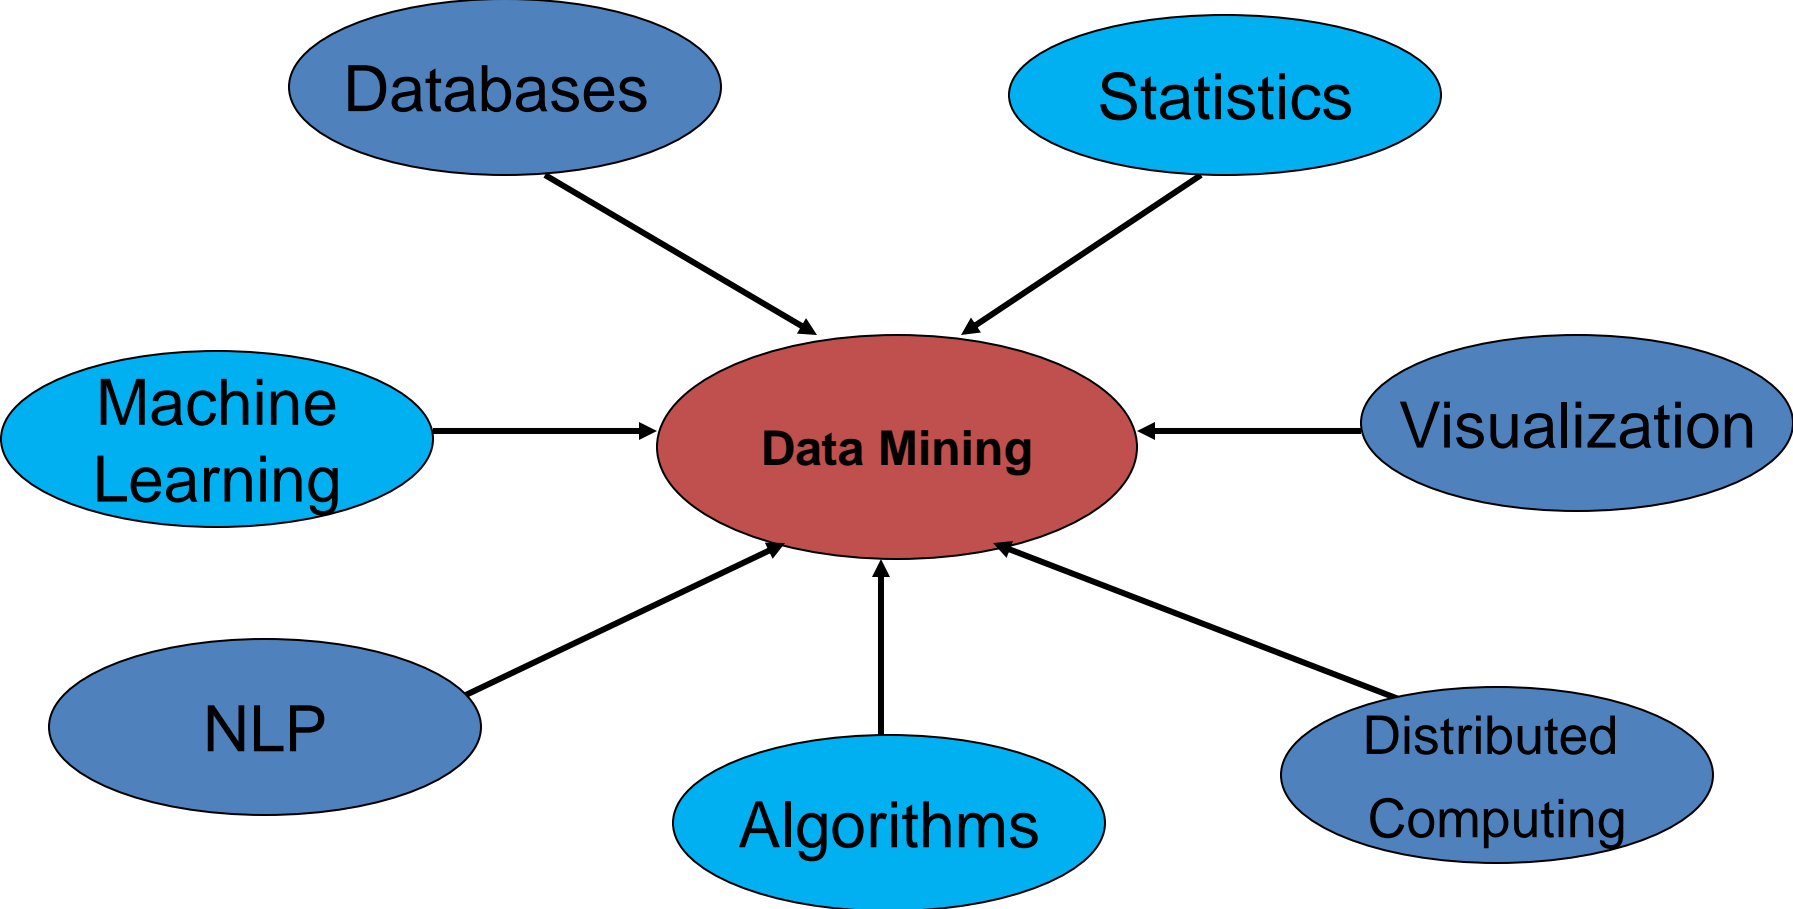 Databases
Statistics
Machine
Learning
Data Mining
Visualization
NLP
Algorithms
Distributed
Computing